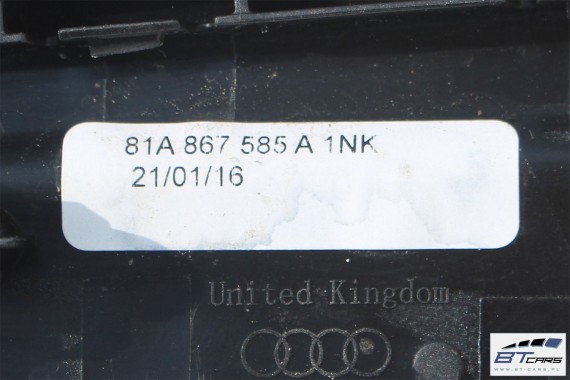 81A 867 585 A 1NK
21/01/16
United Kingdom
BTCARS
WWW.BT-CARS.PL